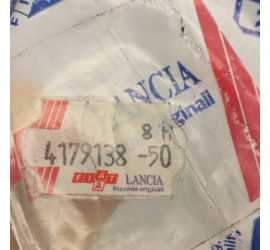 LANCIA
originali
8 M
4179138 -50
FIAT LANCIA
Ricambi originali